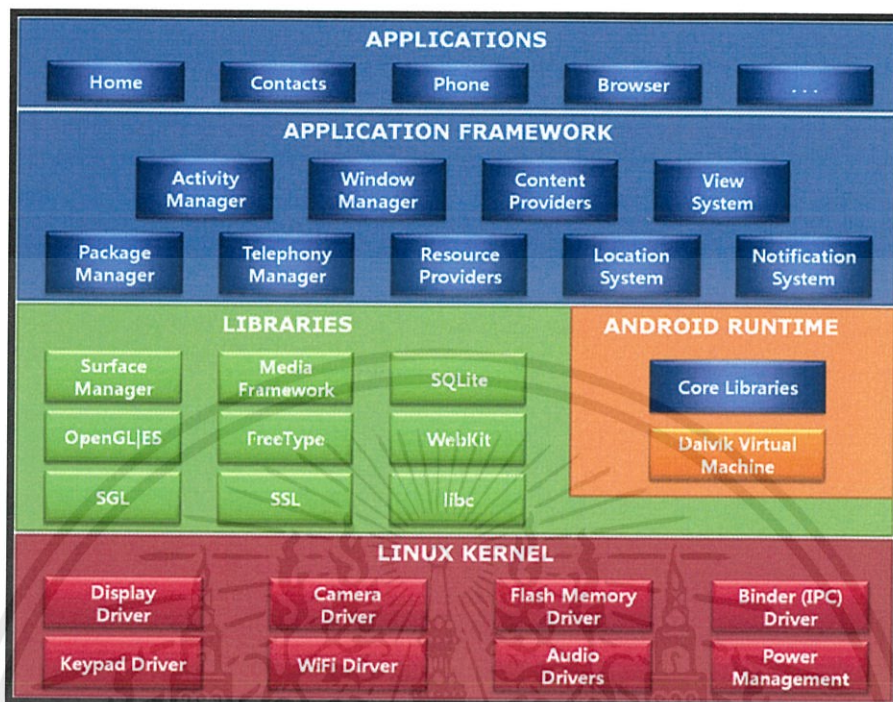 APPLICATIONS
Home
Contacts
Phone
Browser
...
APPLICATION FRAMEWORK
Activity
Manager
Window
Manager
Content
Providers
View
System
Package
Manager
Telephony
Manager
Resource
Providers
Location
System
Notification
System
LIBRARIES
Surface
Manager
Media
Framework
SQLite
OpenGL|ES
FreeType
WebKit
SGL
SSL
libc
ANDROID RUNTIME
Core Libraries
Dalvik Virtual
Machine
LINUX KERNEL
Display
Driver
Camera
Driver
Flash Memory
Driver
Binder (IPC)
Driver
Keypad Driver
WiFi Dirver
Audio
Drivers
Power
Management